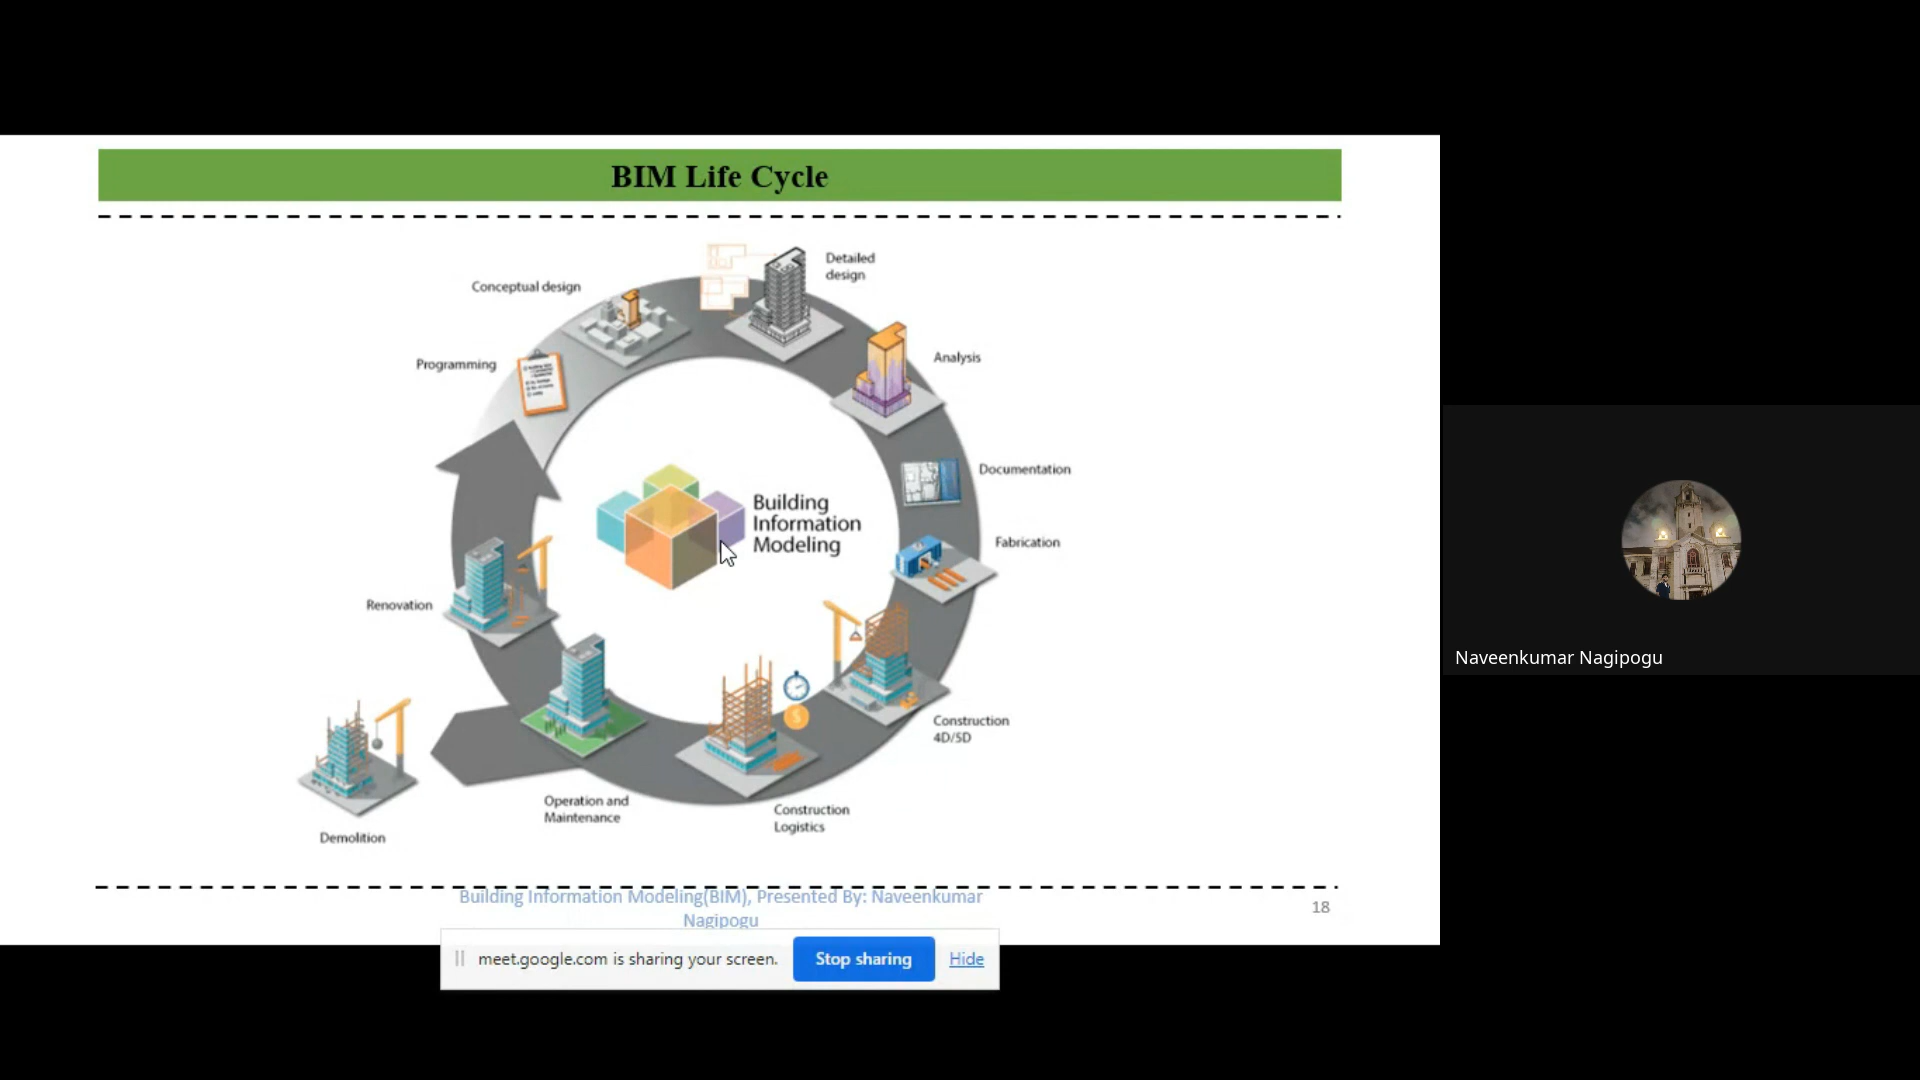 BIM Life Cycle
Detailed
design
Conceptual design
Programming
Analysis
Documentation
Building
Information
Modeling
Fabrication
Renovation
Construction
4D/5D
Operation and
Maintenance
Construction
Logistics
Demolition
Building Information Modeling(BIM), Presented By: Naveenkumar
Nagipogu
18
meet.google.com is sharing your screen.
Stop sharing
Hide
Naveenkumar Nagipogu